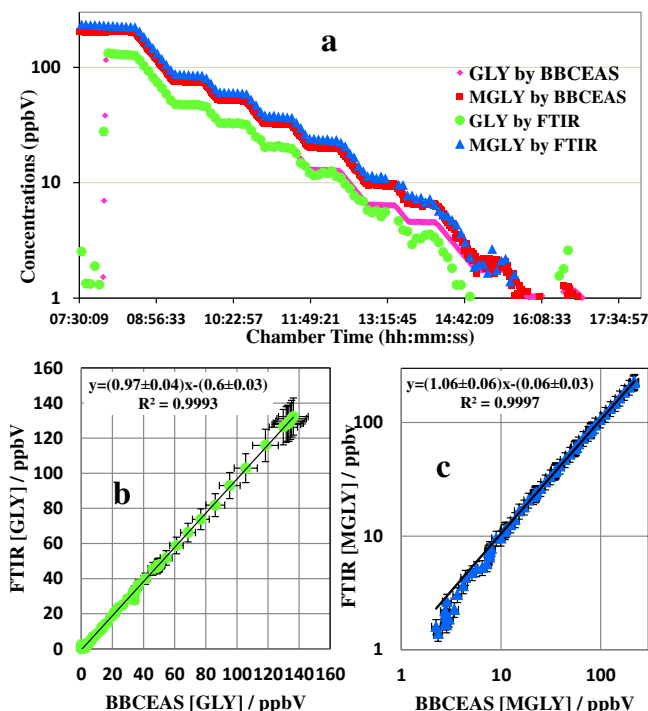 a
100
10
1
Concentrations (ppbV)
GLY by BBCEAS
MGLY by BBCEAS
GLY by FTIR
MGLY by FTIR
07:30:09 08:56:33 10:22:57 11:49:21 13:15:45 14:42:09 16:08:33 17:34:57
Chamber Time (hh:mm:ss)
b
y=(0.97±0.04)x-(0.6±0.03)
R² = 0.9993
160
140
120
100
80
60
40
20
0
FTIR [GLY] / ppbV
0 20 40 60 80 100 120 140 160
BBCEAS [GLY] / ppbV
c
y=(1.06±0.06)x-(0.06±0.03)
R² = 0.9997
100
10
1
FTIR [MGLY] / ppbv
1 10 100
BBCEAS [MGLY] / ppbV